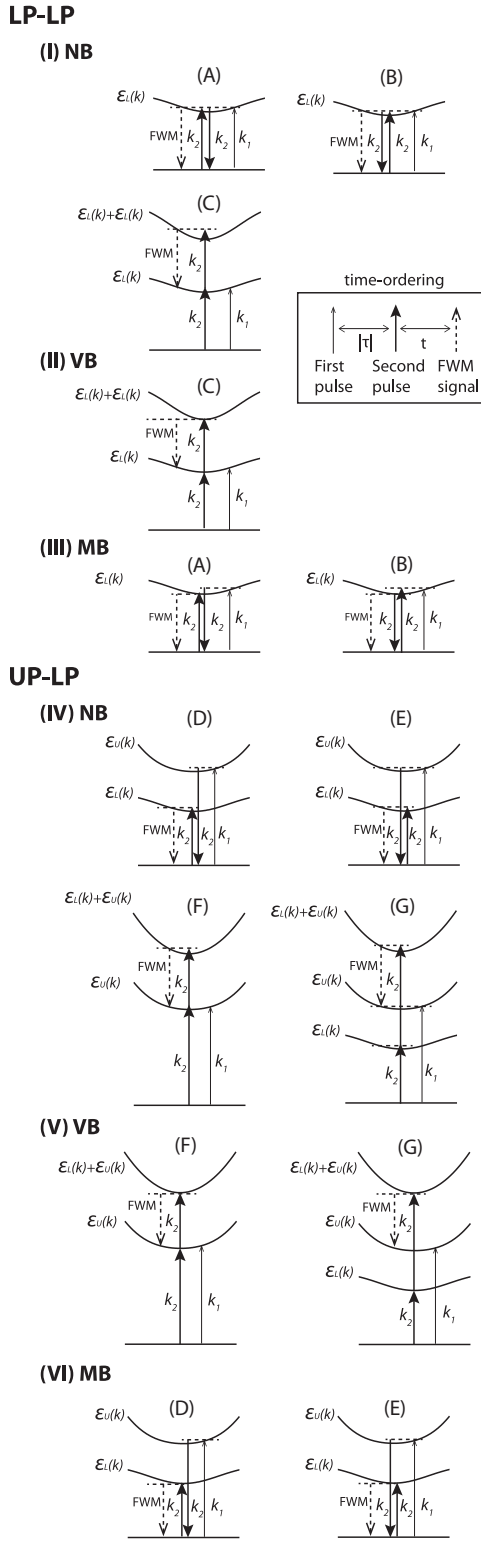 LP-LP
(I) NB
(A) (B)
εL(k) εL(k)
FWM k2 k2 k1 FWM k2 k2 k1
(C)
εL(k)+εL(k)
FWM k2
εL(k)
k2 k1
time-ordering
|τ| t
First pulse Second pulse FWM signal
(II) VB
(C)
εL(k)+εL(k)
FWM k2
εL(k)
k2 k1
(III) MB
(A) (B)
εL(k) εL(k)
FWM k2 k2 k1 FWM k2 k2 k1
UP-LP
(IV) NB
(D) (E)
εU(k) εU(k)
εL(k) εL(k)
FWM k2 k2 k1 FWM k2 k2 k1
(F) (G)
εL(k)+εU(k) εL(k)+εU(k)
FWM k2 FWM k2
εU(k) εU(k)
εL(k)
k2 k1 k2 k1
(V) VB
(F) (G)
εL(k)+εU(k) εL(k)+εU(k)
FWM k2 FWM k2
εU(k) εU(k)
εL(k)
k2 k1 k2 k1
(VI) MB
(D) (E)
εU(k) εU(k)
εL(k) εL(k)
FWM k2 k2 k1 FWM k2 k2 k1